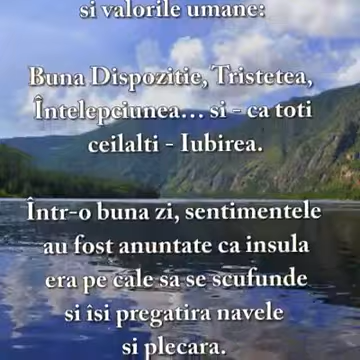 si valorile umane:
Buna Dispozitie, Tristetea,
Întelepciunea... si - ca toti
ceilalti - Iubirea.
Într-o buna zi, sentimentele
au fost anuntate ca insula
era pe cale sa se scufunde
si îsi pregatira navele
si plecara.